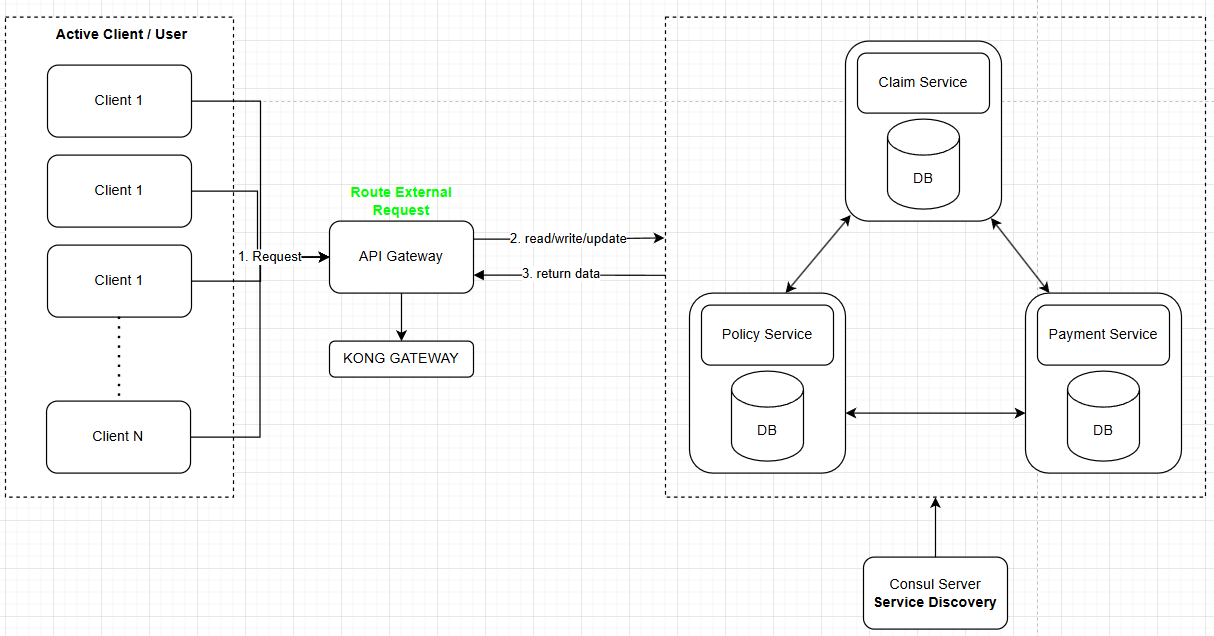 Active Client / User
Client 1
Client 1
Client 1
Client N
1. Request
Route External
Request
API Gateway
KONG GATEWAY
2. read/write/update
3. return data
Claim Service
DB
Policy Service
DB
Payment Service
DB
Consul Server
Service Discovery